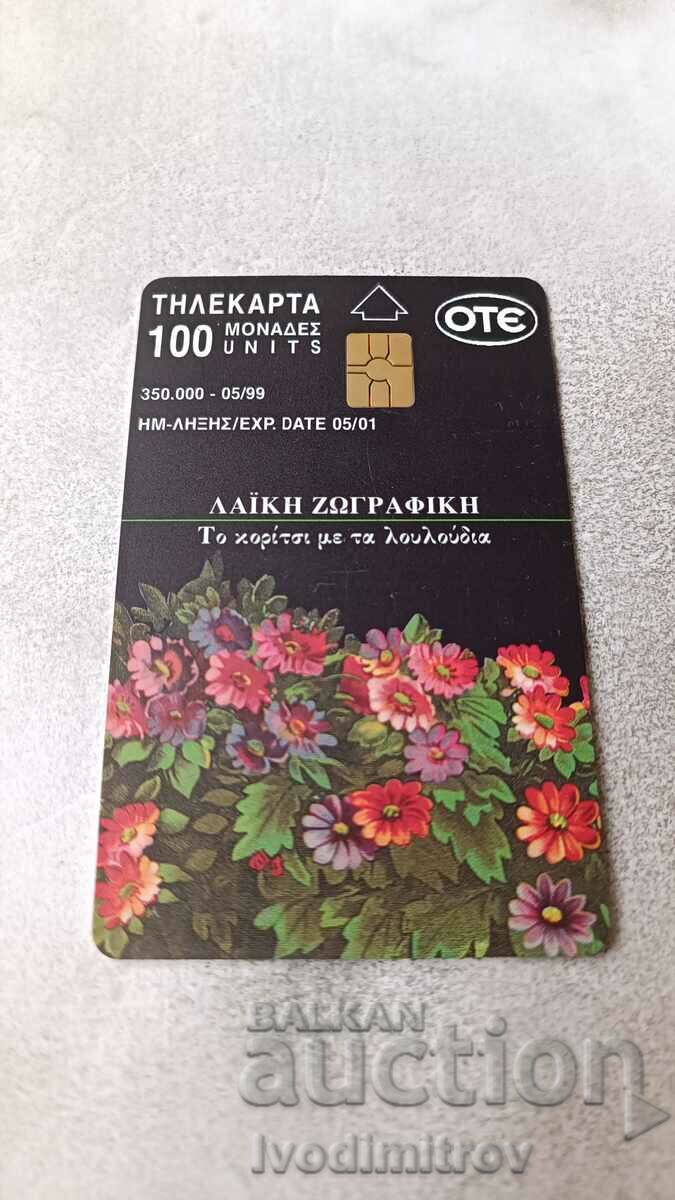 ΤΗΛΕΚΑΡΤΑ
100 ΜΟΝΑΔΕΣ
UNITS
OTE
350.000 - 05/99
ΗΜ-ΛΗΞΗΣ/EXP. DATE 05/01
ΛΑΪΚΗ ΖΩΓΡΑΦΙΚΗ
Το κορίτσι με τα λουλούδια
BALKAN
auction
Ivodimitrov